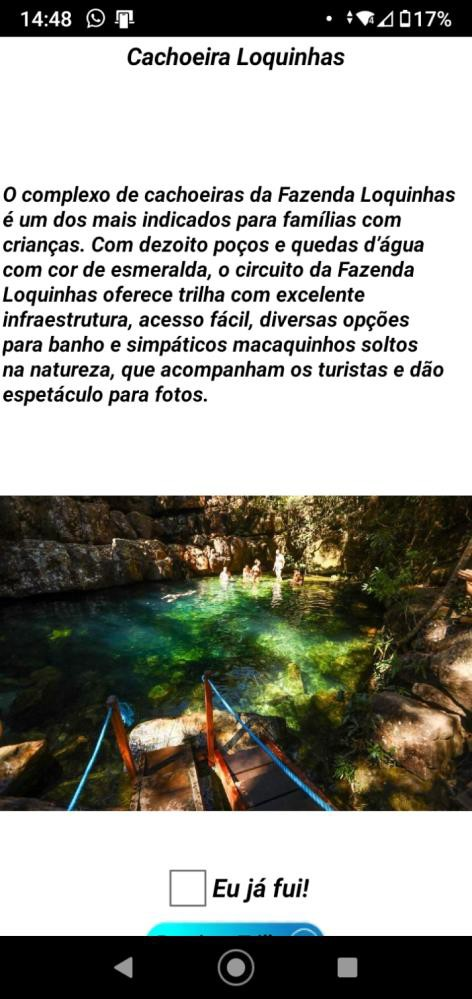 14:48
17%
Cachoeira Loquinhas
O complexo de cachoeiras da Fazenda Loquinhas
é um dos mais indicados para famílias com
crianças. Com dezoito poços e quedas d'água
com cor de esmeralda, o circuito da Fazenda
Loquinhas oferece trilha com excelente
infraestrutura, acesso fácil, diversas opções
para banho e simpáticos macaquinhos soltos
na natureza, que acompanham os turistas e dão
espetáculo para fotos.
Eu já fui!